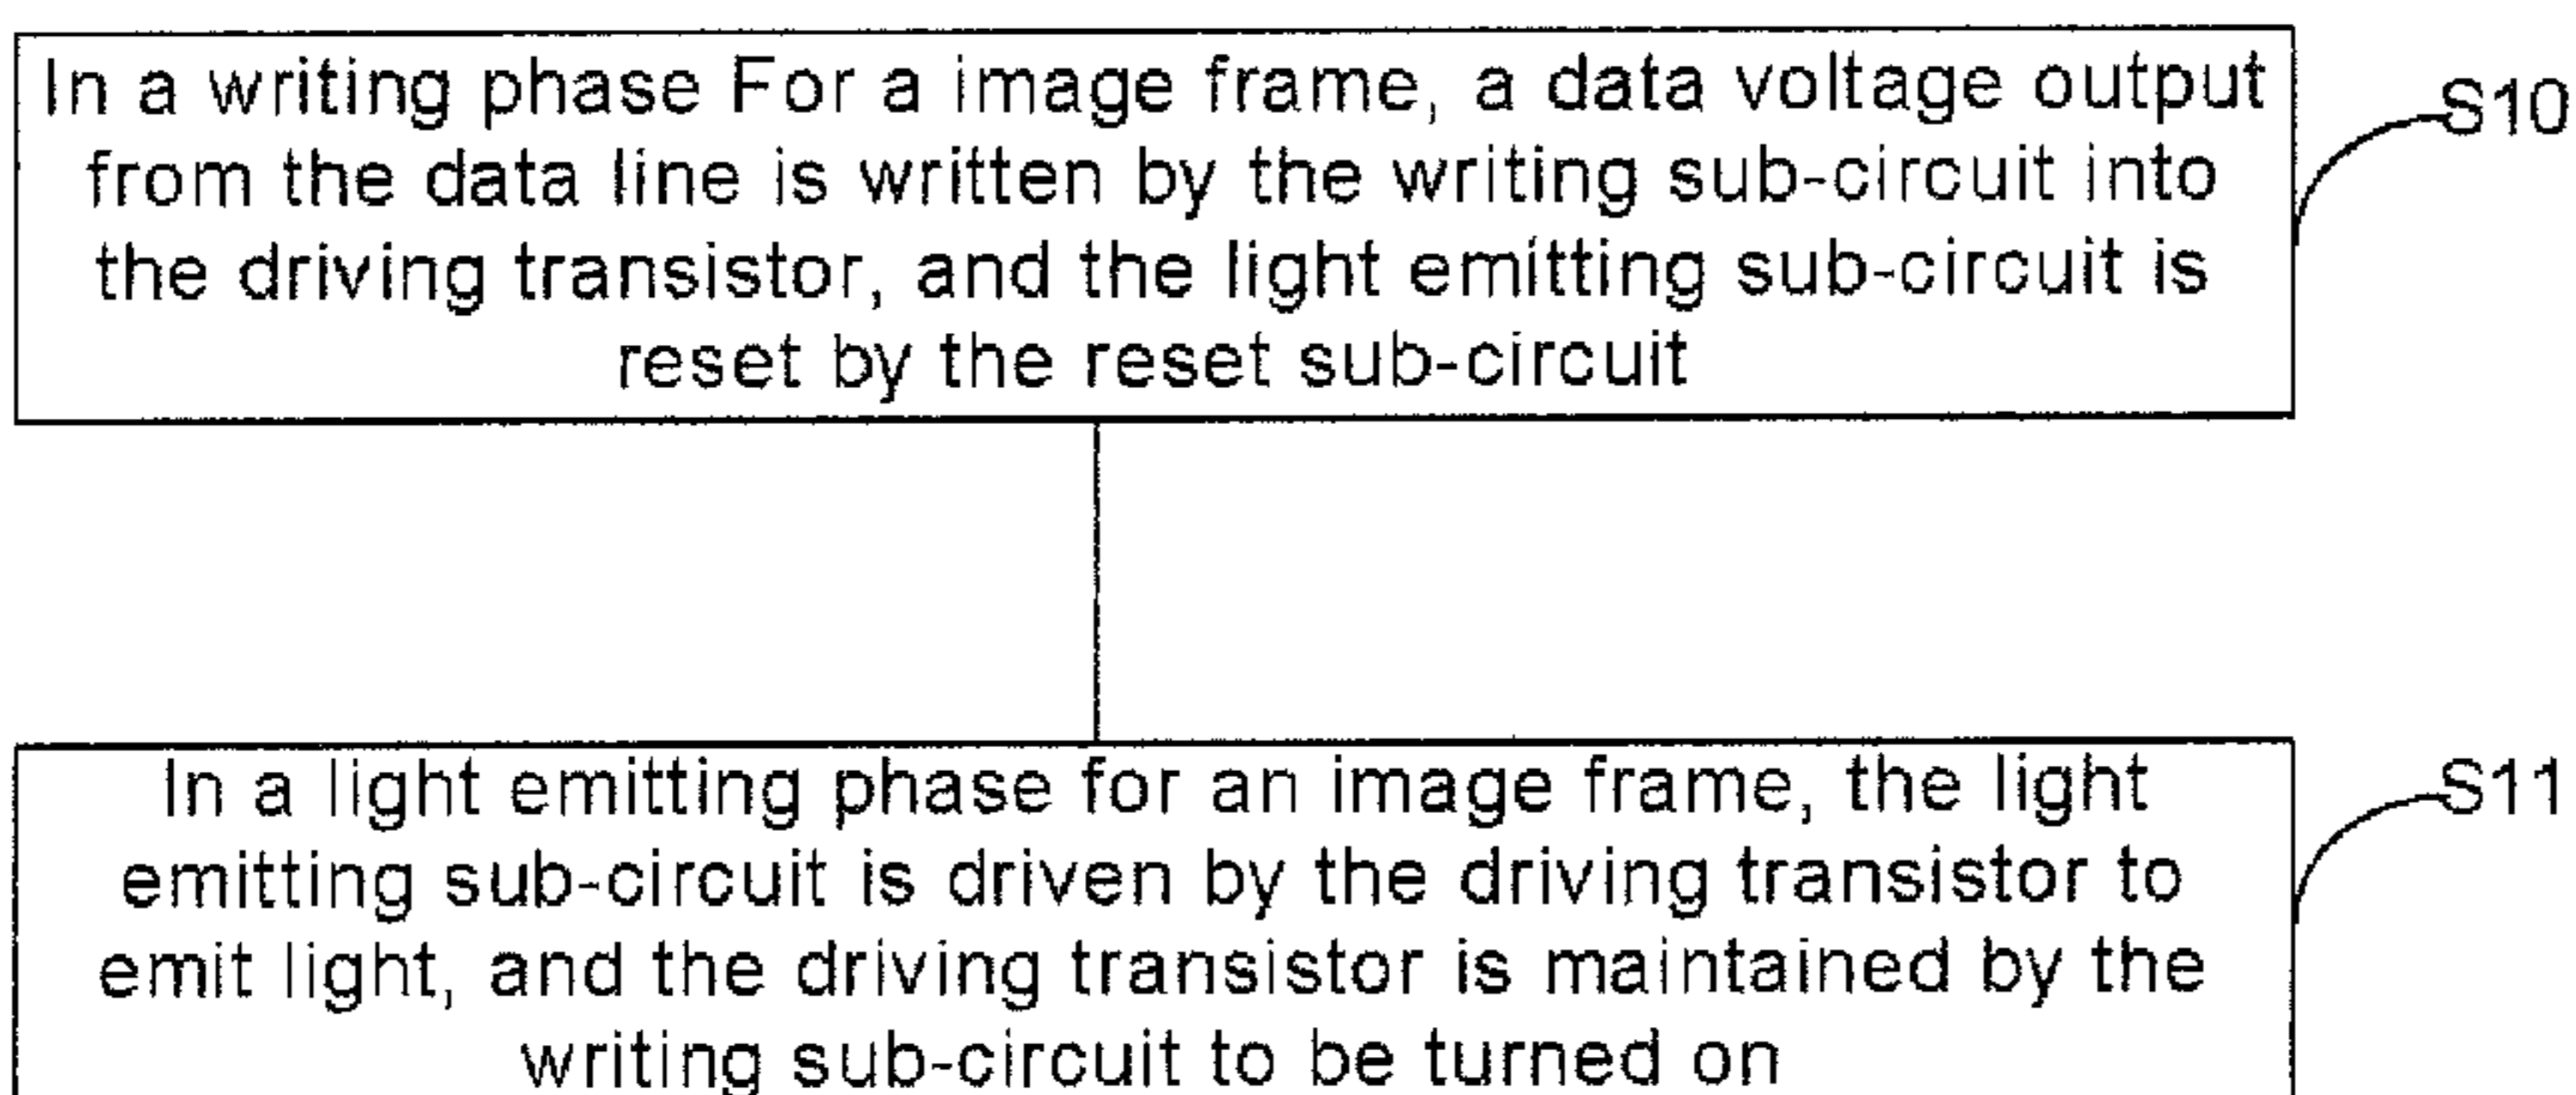 In a writing phase For a image frame, a data voltage output
from the data line is written by the writing sub-circuit into
the driving transistor, and the light emitting sub-circuit is
reset by the reset sub-circuit
S10
In a light emitting phase for an image frame, the light
emitting sub-circuit is driven by the driving transistor to
emit light, and the driving transistor is maintained by the
writing sub-circuit to be turned on
S11